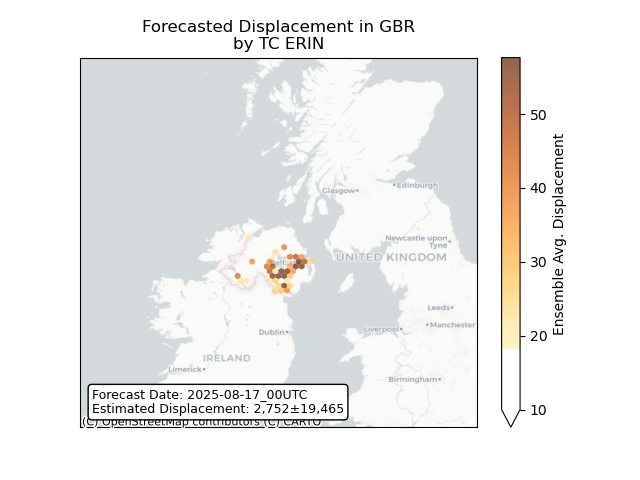 Forecasted Displacement in GBR
by TC ERIN
Glasgow
Edinburgh
Newcastle upon
Tyne
UNITED KINGDOM
Dublin
Leeds
Liverpool
Manchester
IRELAND
Limerick
Birmingham
Forecast Date: 2025-08-17_00UTC
Estimated Displacement: 2,752±19,465
(C) OpenStreetMap contributors (C) CARTO
50
40
30
20
10
Ensemble Avg. Displacement